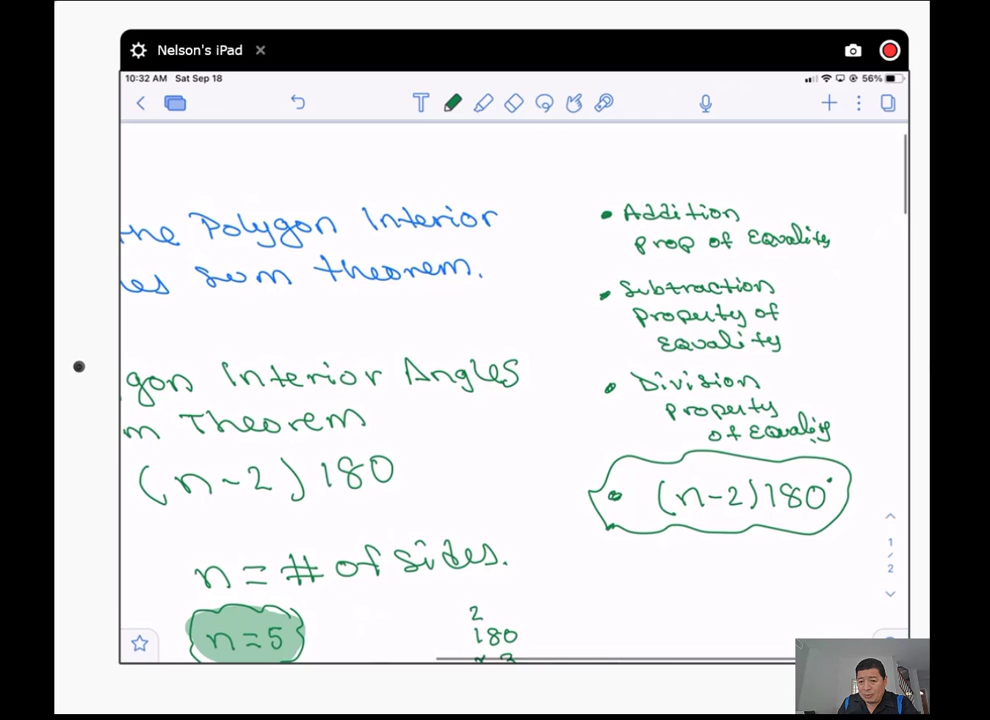 Nelson's iPad
10:32 AM Sat Sep 18
56%
the Polygon Interior
les sum theorem.
gon Interior Angles
m Theorem
(n-2)180
n = # of sides.
n=5
2
180
x 3
• Addition
prop of Equality
• Subtraction
property of
Equality
• Division
property
of Equality
• (n-2)180°
1
/
2